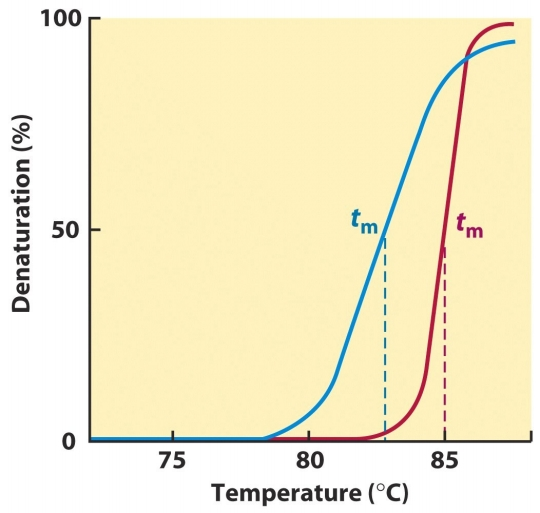 100
Denaturation (%)
50
0
tm
tm
75
80
85
Temperature (°C)